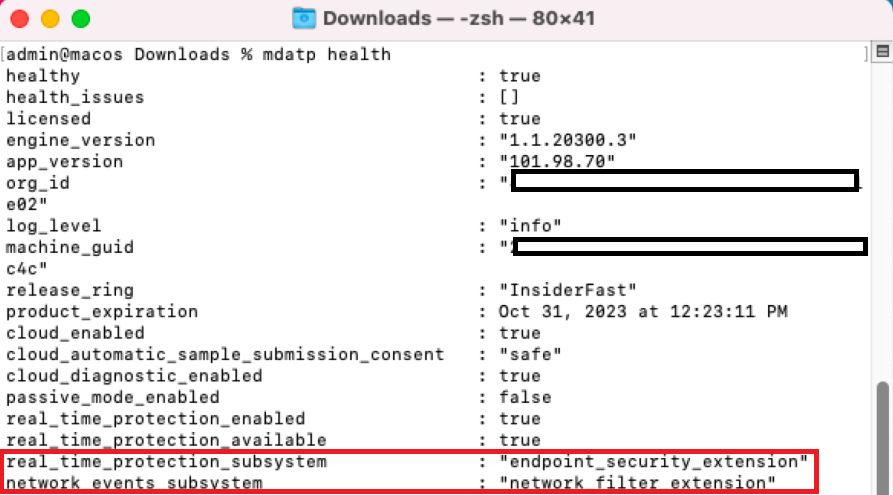 Downloads — -zsh — 80×41
[admin@macos Downloads % mdatp health ]
healthy : true
health_issues : []
licensed : true
engine_version : "1.1.20300.3"
app_version : "101.98.70"
org_id : "
e02"
log_level : "info"
machine_guid : "2
c4c"
release_ring : "InsiderFast"
product_expiration : Oct 31, 2023 at 12:23:11 PM
cloud_enabled : true
cloud_automatic_sample_submission_consent : "safe"
cloud_diagnostic_enabled : true
passive_mode_enabled : false
real_time_protection_enabled : true
real_time_protection_available : true
real_time_protection_subsystem : "endpoint_security_extension"
network_events_subsystem : "network_filter_extension"